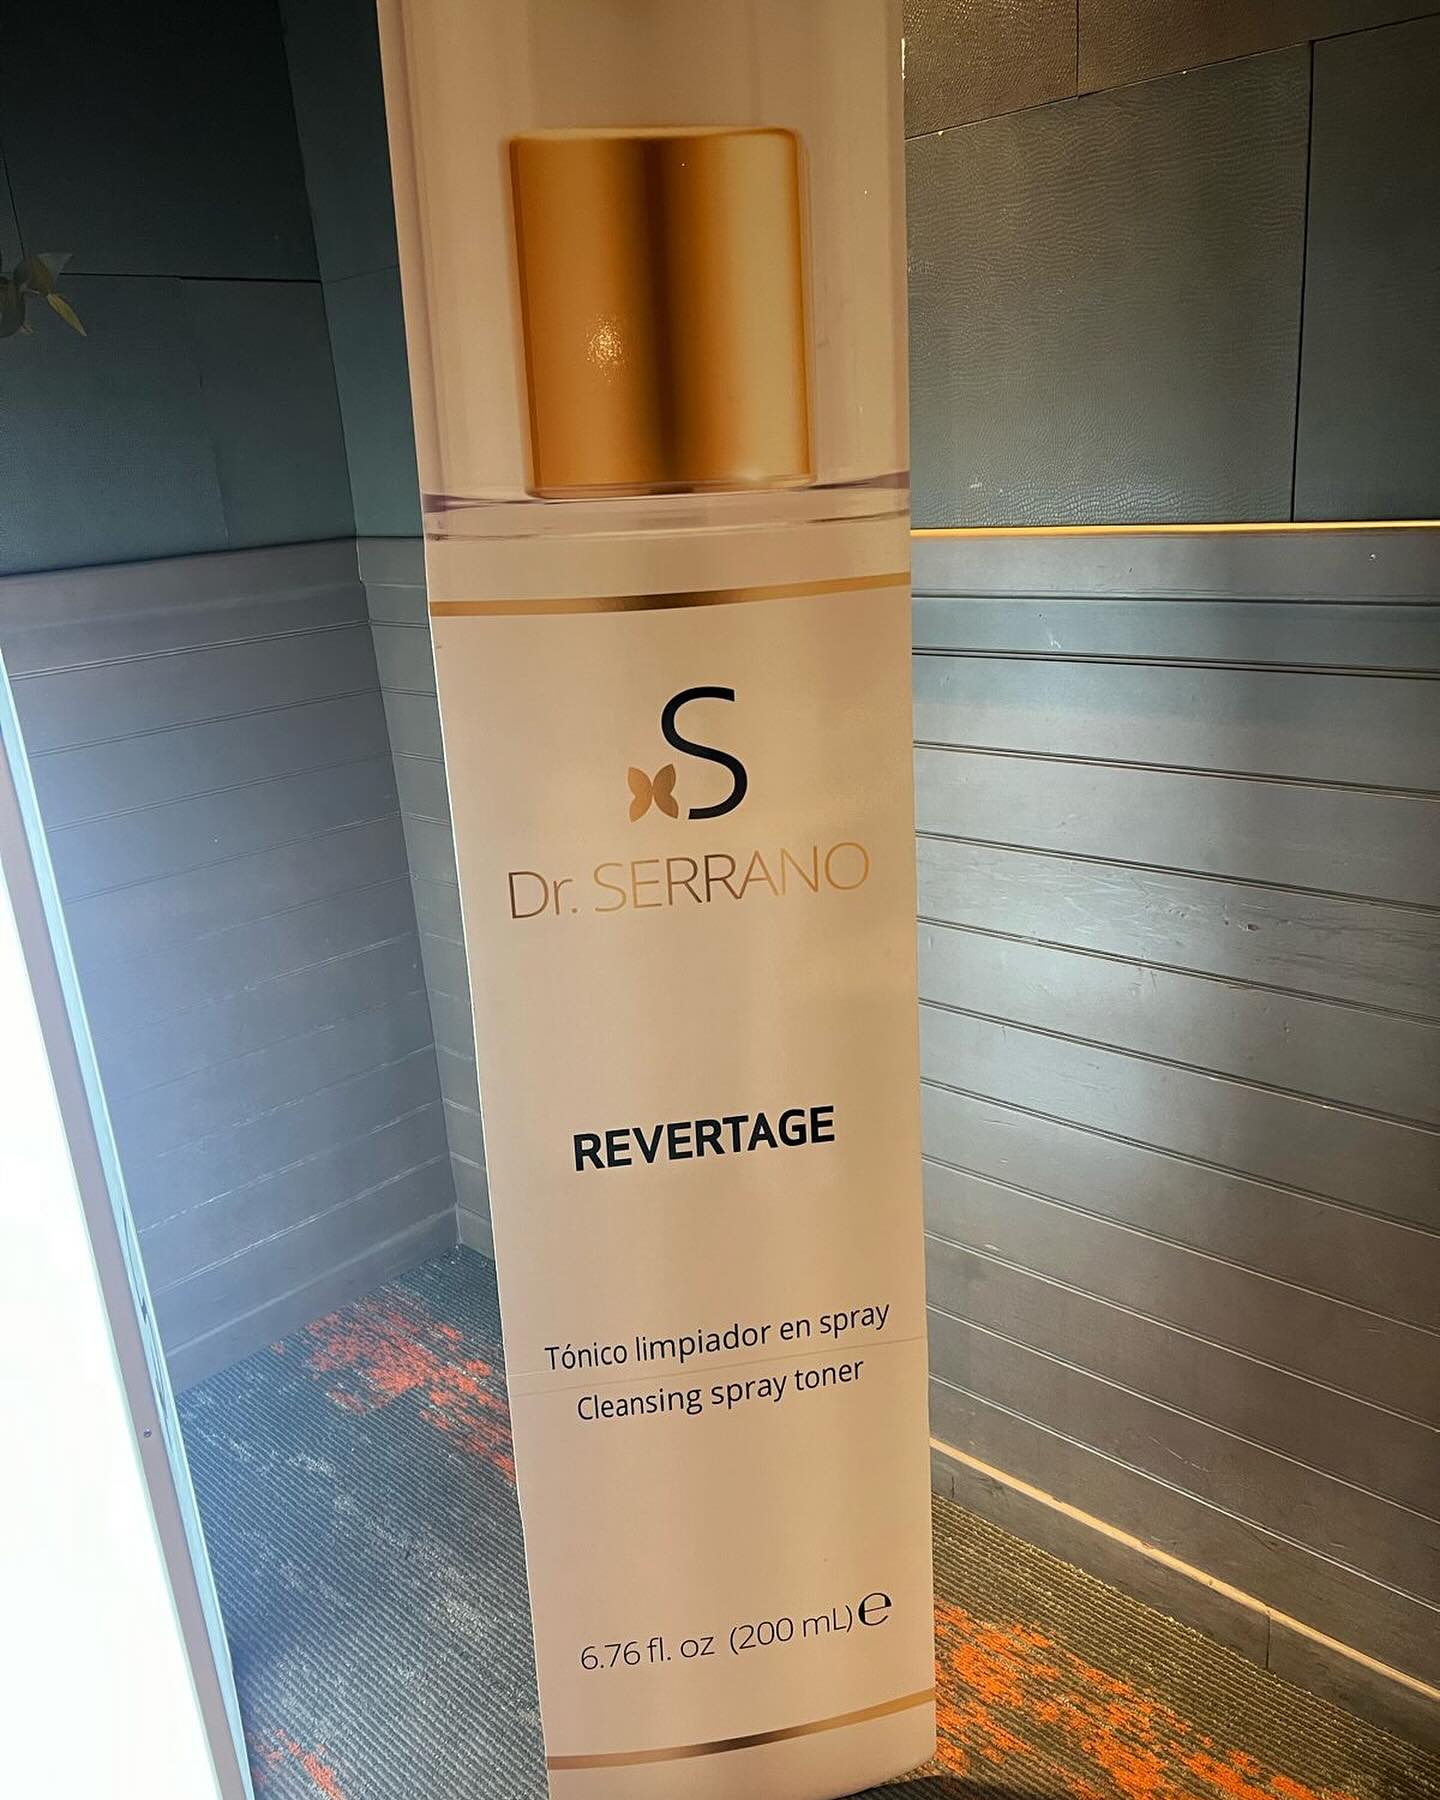 S
Dr. SERRANO
REVERTAGE
Tónico limpiador en spray
Cleansing spray toner
6.76 fl. oz (200 mL) ℮